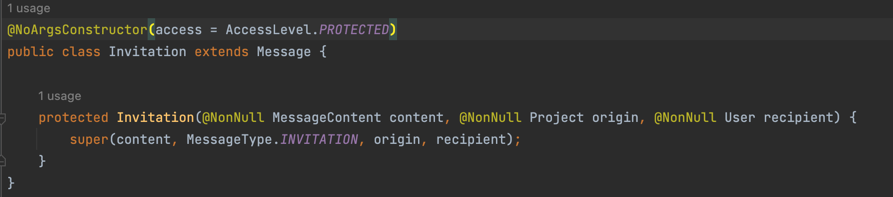 1 usage
@NoArgsConstructor(access = AccessLevel.PROTECTED)
public class Invitation extends Message {
1 usage
protected Invitation(@NonNull MessageContent content, @NonNull Project origin, @NonNull User recipient) {
super(content, MessageType.INVITATION, origin, recipient);
}
}